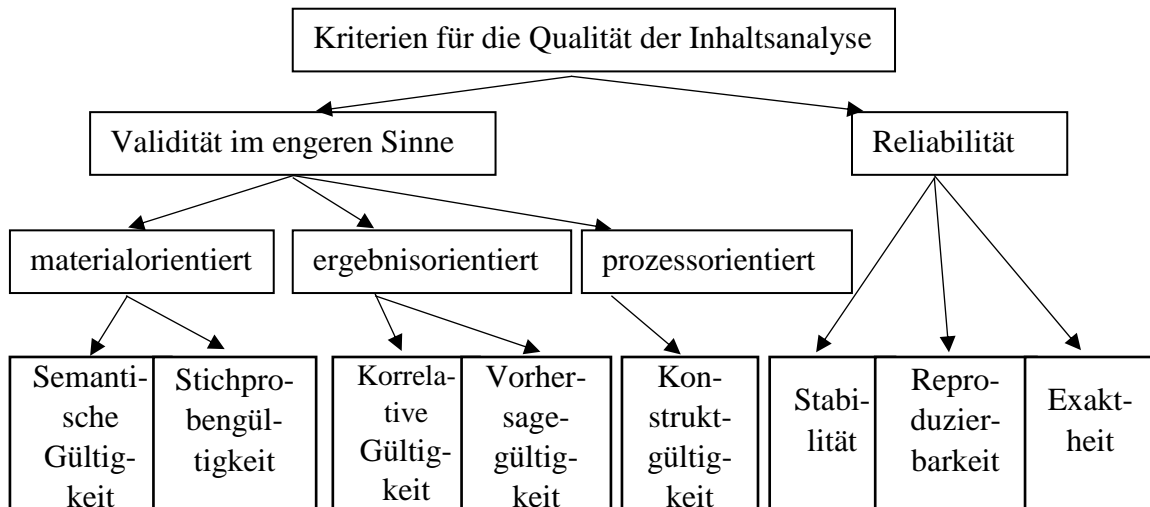 Kriterien für die Qualität der Inhaltsanalyse
Validität im engeren Sinne
Reliabilität
materialorientiert
ergebnisorientiert
prozessorientiert
Semanti-
sche
Gültig-
keit
Stichpro-
bengül-
tigkeit
Korrela-
tive
Gültig-
keit
Vorher-
sage-
gültig-
keit
Kon-
strukt-
gültig-
keit
Stabi-
lität
Repro-
duzier-
barkeit
Exakt-
heit